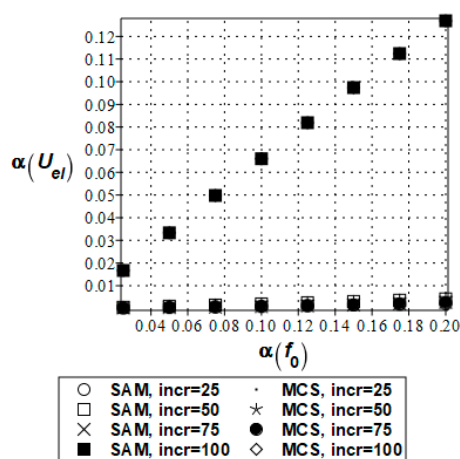 0.12
0.11
0.10
0.09
0.08
0.07
α(U_el)
0.06
0.05
0.04
0.03
0.02
0.01
0.04 0.06 0.08 0.10 0.12 0.14 0.16 0.18 0.20
α(f_0)
SAM, incr=25 MCS, incr=25
SAM, incr=50 MCS, incr=50
SAM, incr=75 MCS, incr=75
SAM, incr=100 MCS, incr=100